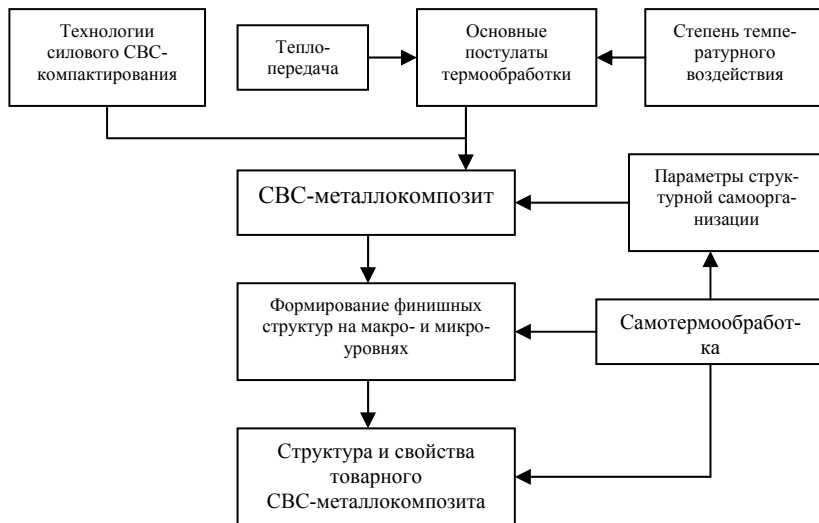 Технологии
силового СВС-
компактирования
Тепло-
передача
Основные
постулаты
термообработки
Степень темпе-
ратурного
воздействия
СВС-металлокомпозит
Параметры струк-
турной самоорга-
низации
Формирование финишных
структур на макро- и микро-
уровнях
Самотермообработ-
ка
Структура и свойства
товарного
СВС-металлокомпозита